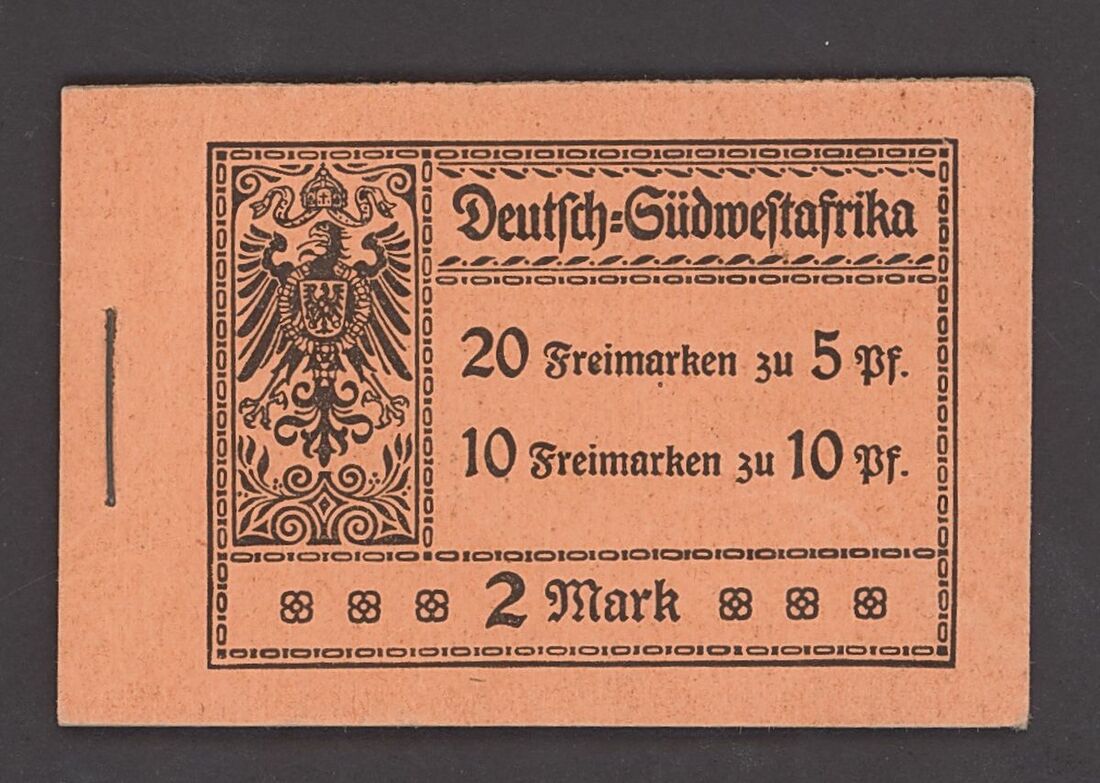 Deutsch=Südwestafrika
20 Freimarken zu 5 Pf.
10 Freimarken zu 10 Pf.
2 Mark